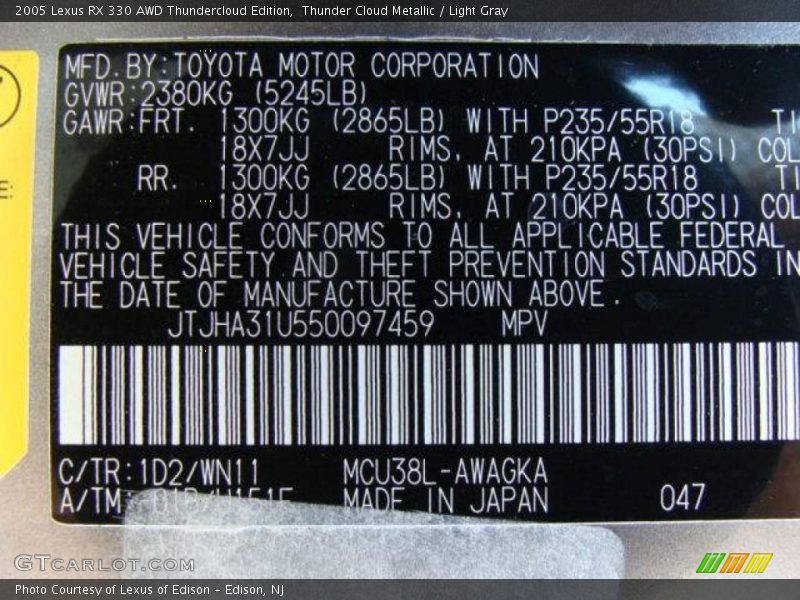 2005 Lexus RX 330 AWD Thundercloud Edition,  Thunder Cloud Metallic / Light Gray
MFD. BY: TOYOTA MOTOR CORPORATION
GVWR: 2380KG (5245LB)
GAWR: FRT. 1300KG (2865LB) WITH P235/55R18 TI
18X7JJ RIMS, AT 210KPA (30PSI) COL
RR. 1300KG (2865LB) WITH P235/55R18 TI
18X7JJ RIMS, AT 210KPA (30PSI) COL
E:
THIS VEHICLE CONFORMS TO ALL APPLICABLE FEDERAL
VEHICLE SAFETY AND THEFT PREVENTION STANDARDS IN
THE DATE OF MANUFACTURE SHOWN ABOVE.
JTJHA31U550097459 MPV
C/TR: 1D2/WN11 MCU38L-AWAGKA
A/TM: MADE IN JAPAN 047
GTCARLOT.COM
Photo Courtesy of Lexus of Edison - Edison, NJ